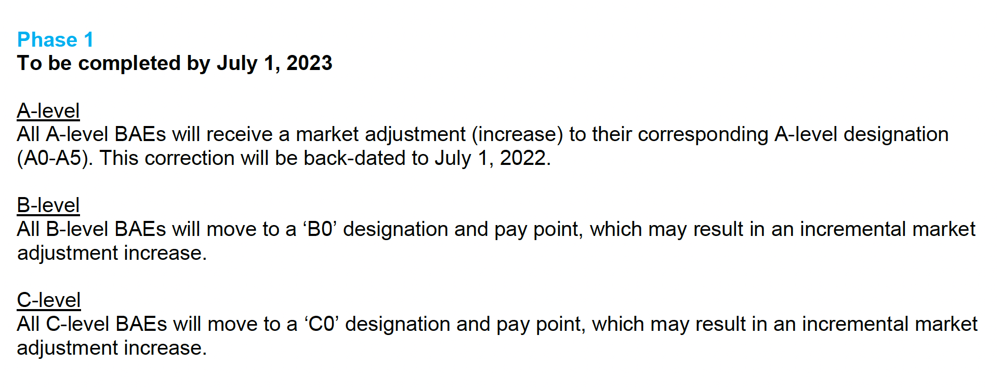 Phase 1
To be completed by July 1, 2023
A-level
All A-level BAEs will receive a market adjustment (increase) to their corresponding A-level designation
(A0-A5). This correction will be back-dated to July 1, 2022.
B-level
All B-level BAEs will move to a ‘B0’ designation and pay point, which may result in an incremental market
adjustment increase.
C-level
All C-level BAEs will move to a ‘C0’ designation and pay point, which may result in an incremental market
adjustment increase.